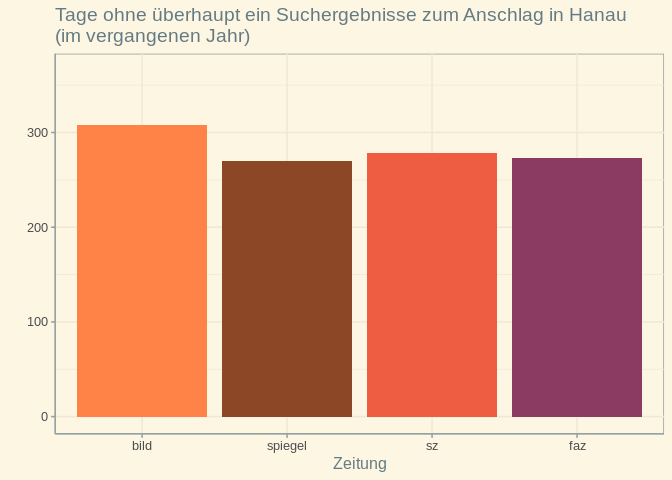 Tage ohne überhaupt ein Suchergebnisse zum Anschlag in Hanau
(im vergangenen Jahr)
300
200
100
0
bild spiegel sz faz
Zeitung